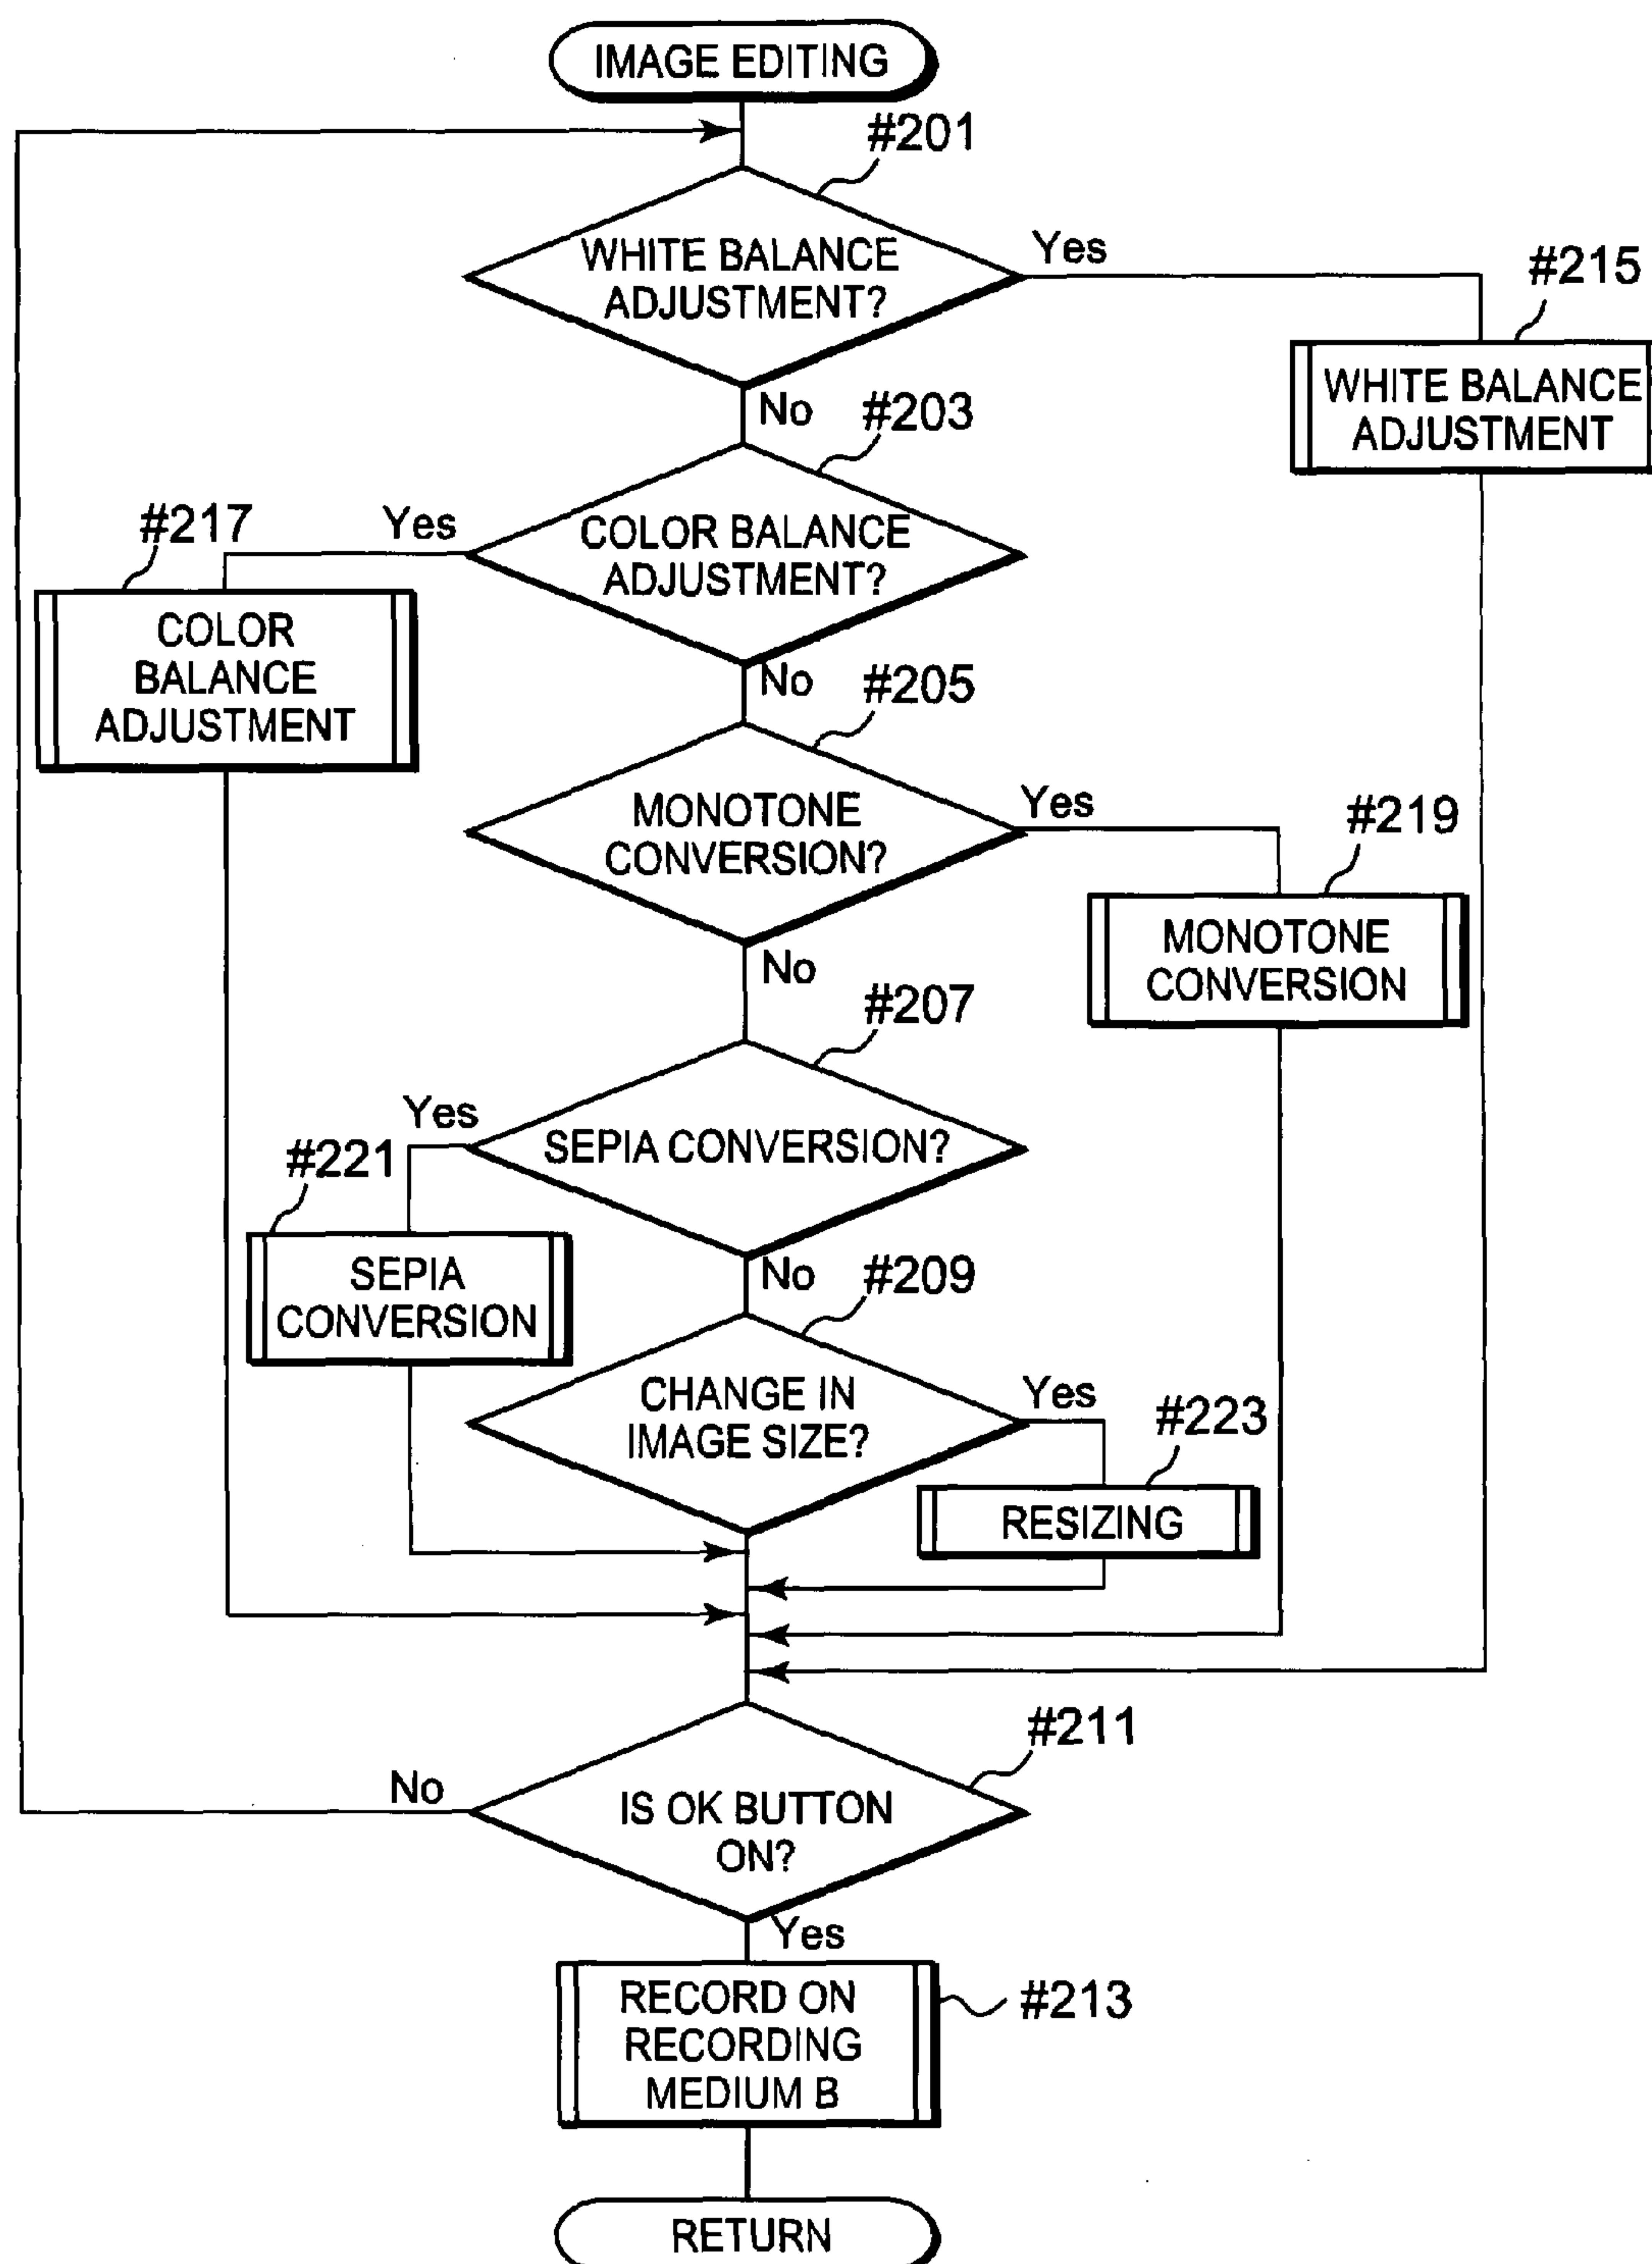 IMAGE EDITING
#201
WHITE BALANCE
ADJUSTMENT?
Yes
#215
WHITE BALANCE
ADJUSTMENT
No
#203
COLOR BALANCE
ADJUSTMENT?
Yes
#217
COLOR
BALANCE
ADJUSTMENT
No
#205
MONOTONE
CONVERSION?
Yes
#219
MONOTONE
CONVERSION
No
#207
SEPIA CONVERSION?
Yes
#221
SEPIA
CONVERSION
No
#209
CHANGE IN
IMAGE SIZE?
Yes
#223
RESIZING
#211
IS OK BUTTON
ON?
No
Yes
RECORD ON
RECORDING
MEDIUM B
#213
RETURN